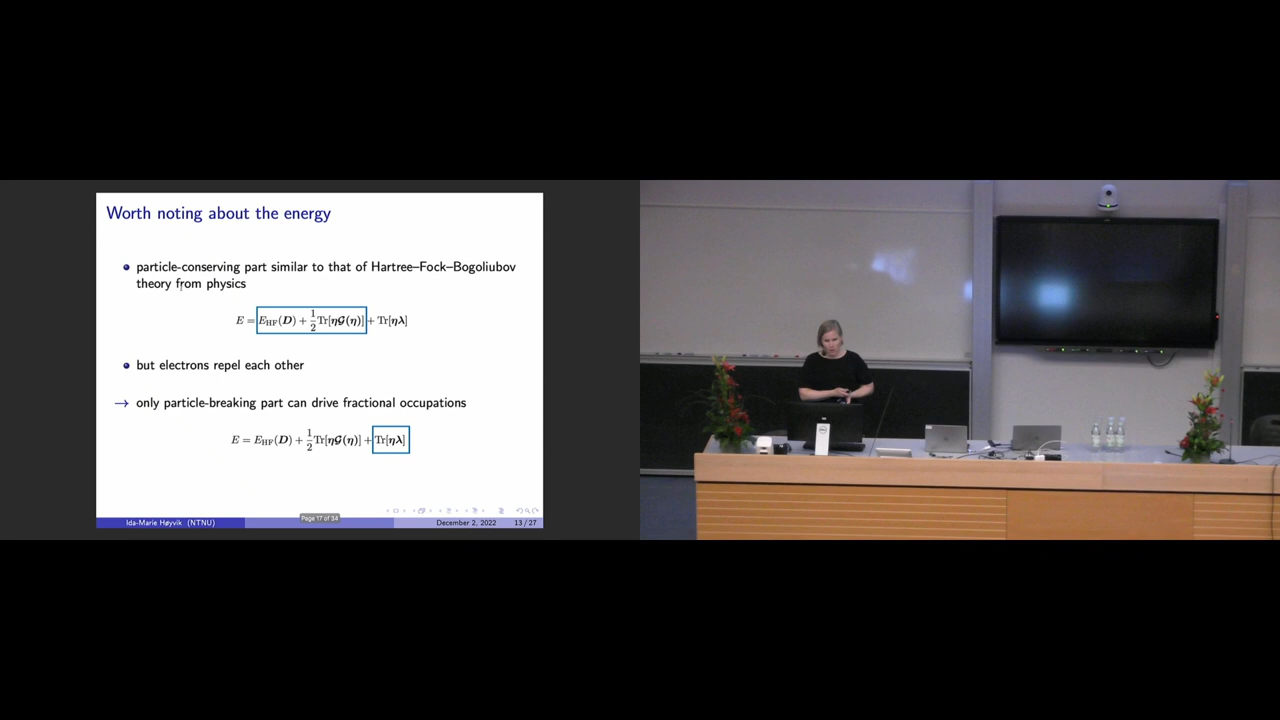 Worth noting about the energy
particle-conserving part similar to that of Hartree–Fock–Bogoliubov
theory from physics
E = E_HF(D) + 1/2 Tr[ηG(η)] + Tr[ηλ]
but electrons repel each other
→ only particle-breaking part can drive fractional occupations
E = E_HF(D) + 1/2 Tr[ηG(η)] + Tr[ηλ]
Page 17 of 34
Ida-Marie Høyvik (NTNU) December 2, 2022 13 / 27